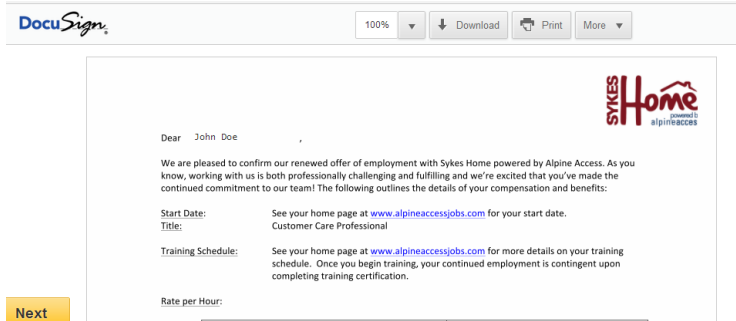 DocuSign
100%
Download
Print
More
SYKES
Home
powered b
alpineacces
Dear John Doe ,
We are pleased to confirm our renewed offer of employment with Sykes Home powered by Alpine Access. As you
know, working with us is both professionally challenging and fulfilling and we're excited that you've made the
continued commitment to our team! The following outlines the details of your compensation and benefits:
Start Date: See your home page at www.alpineaccessjobs.com for your start date.
Title: Customer Care Professional
Training Schedule: See your home page at www.alpineaccessjobs.com for more details on your training
schedule. Once you begin training, your continued employment is contingent upon
completing training certification.
Rate per Hour:
Next